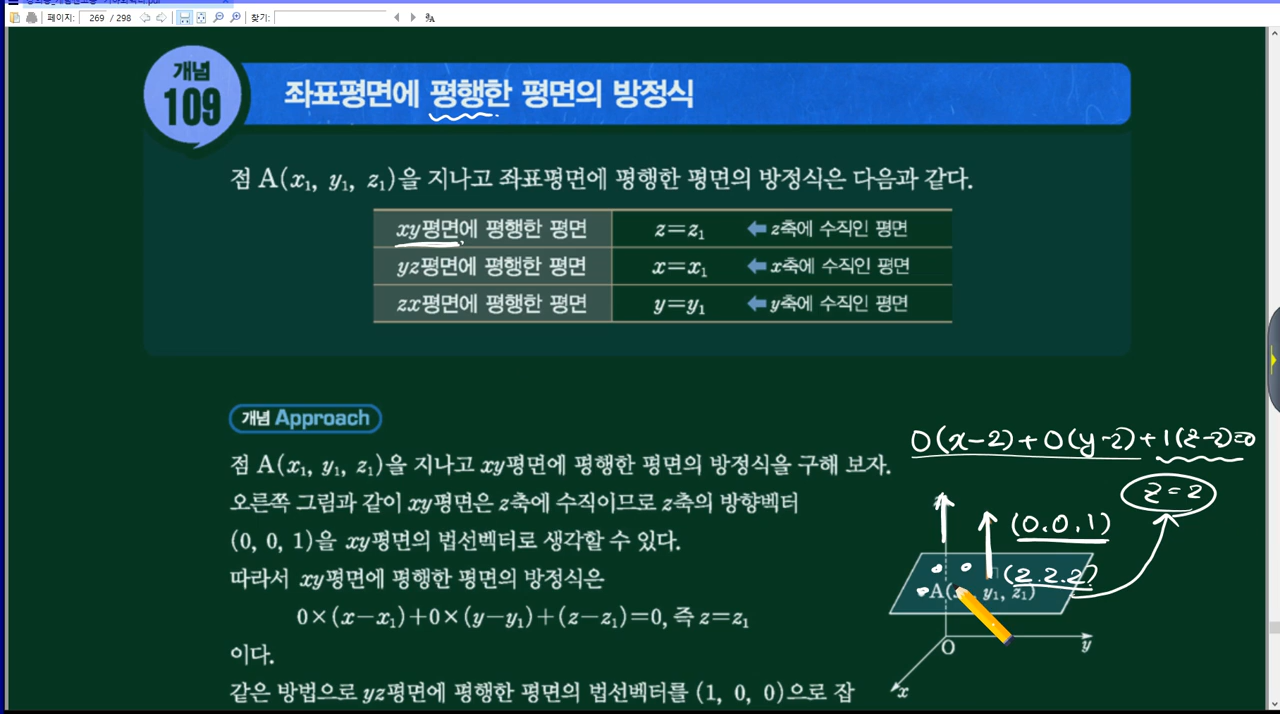 페이지: 269 / 298 찾기:
개념
109
좌표평면에 평행한 평면의 방정식
점 A(x₁, y₁, z₁)을 지나고 좌표평면에 평행한 평면의 방정식은 다음과 같다.
xy평면에 평행한 평면 z=z₁ ⬅ z축에 수직인 평면
yz평면에 평행한 평면 x=x₁ ⬅ x축에 수직인 평면
zx평면에 평행한 평면 y=y₁ ⬅ y축에 수직인 평면
개념 Approach
점 A(x₁, y₁, z₁)을 지나고 xy평면에 평행한 평면의 방정식을 구해 보자.
오른쪽 그림과 같이 xy평면은 z축에 수직이므로 z축의 방향벡터
(0, 0, 1)을 xy평면의 법선벡터로 생각할 수 있다.
따라서 xy평면에 평행한 평면의 방정식은
0×(x-x₁)+0×(y-y₁)+(z-z₁)=0, 즉 z=z₁
이다.
같은 방법으로 yz평면에 평행한 평면의 법선벡터를 (1, 0, 0)으로 잡
0(x-2)+0(y-2)+1(z-2)=0
z=2
(0.0.1)
(2.2.2)
A( y₁, z₁)
O
y
x